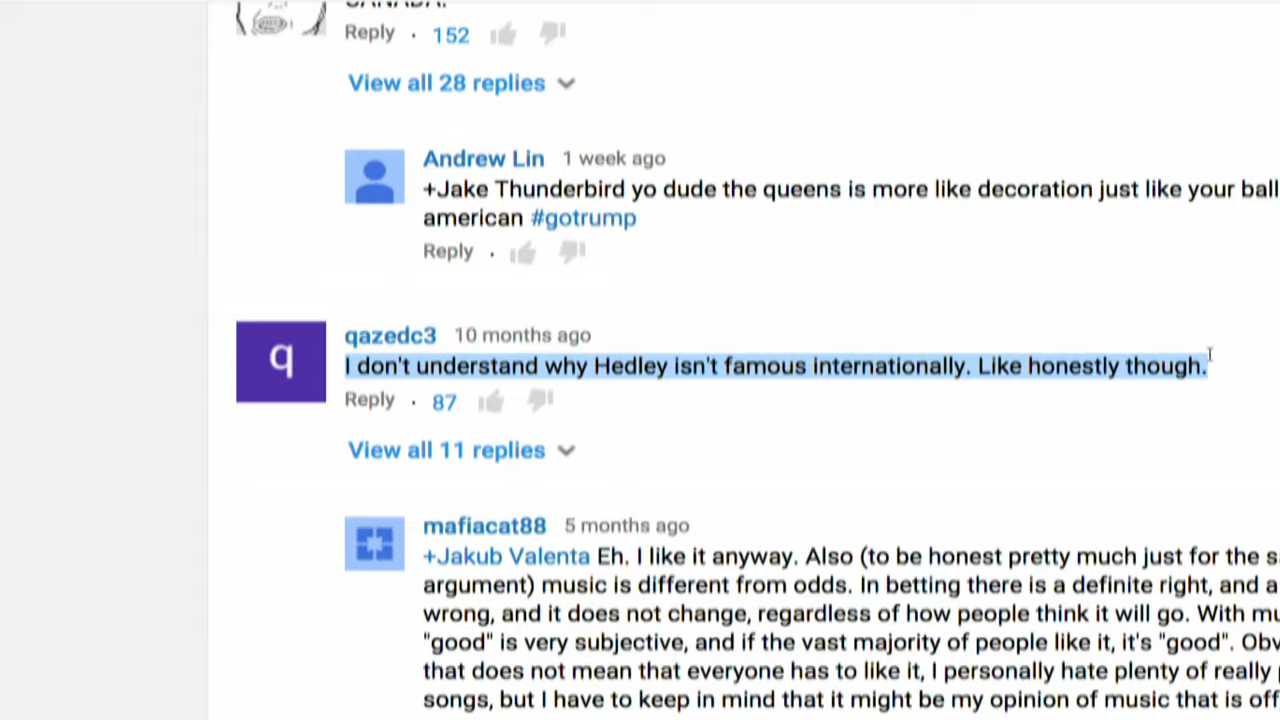 Reply · 152
View all 28 replies
Andrew Lin 1 week ago
+Jake Thunderbird yo dude the queens is more like decoration just like your ball
american #gotrump
Reply ·
q
qazedc3 10 months ago
I don't understand why Hedley isn't famous internationally. Like honestly though.
Reply · 87
View all 11 replies
mafiacat88 5 months ago
+Jakub Valenta Eh. I like it anyway. Also (to be honest pretty much just for the s
argument) music is different from odds. In betting there is a definite right, and a
wrong, and it does not change, regardless of how people think it will go. With mu
"good" is very subjective, and if the vast majority of people like it, it's "good". Obv
that does not mean that everyone has to like it, I personally hate plenty of really p
songs, but I have to keep in mind that it might be my opinion of music that is off